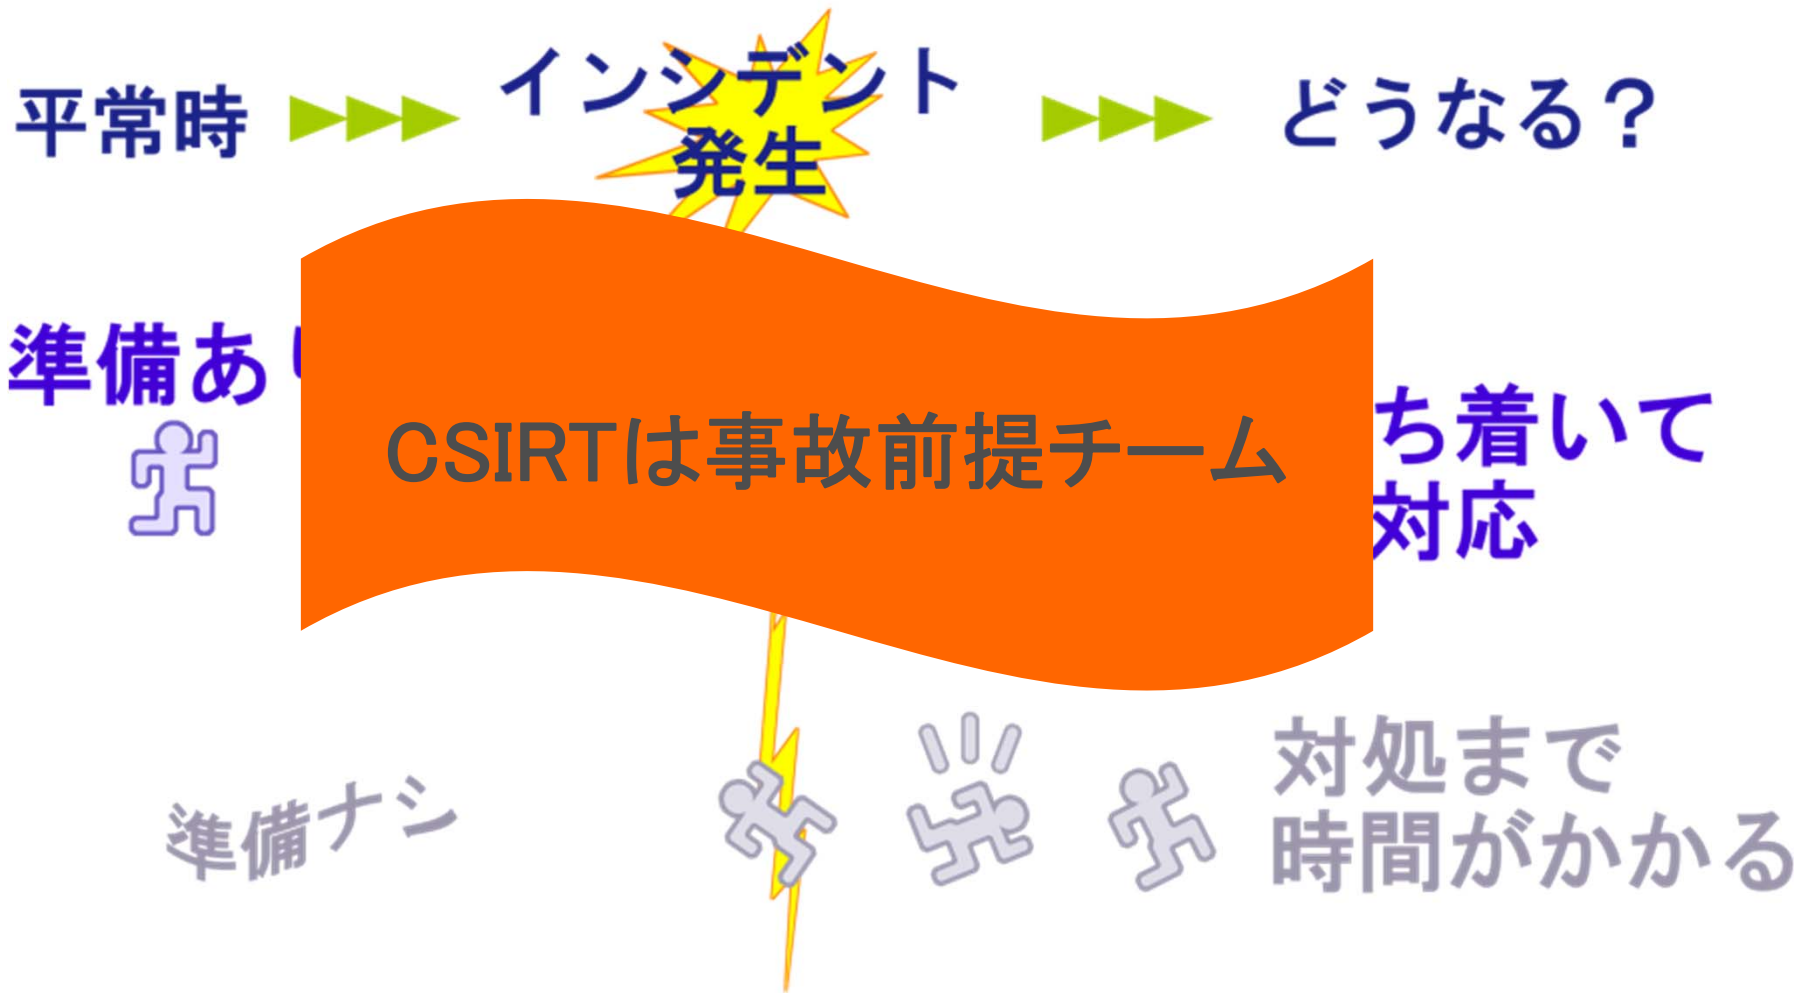 平常時
インシデント
発生
どうなる？
準備あり
CSIRTは事故前提チーム
ち着いて
対応
準備ナシ
対処まで
時間がかかる